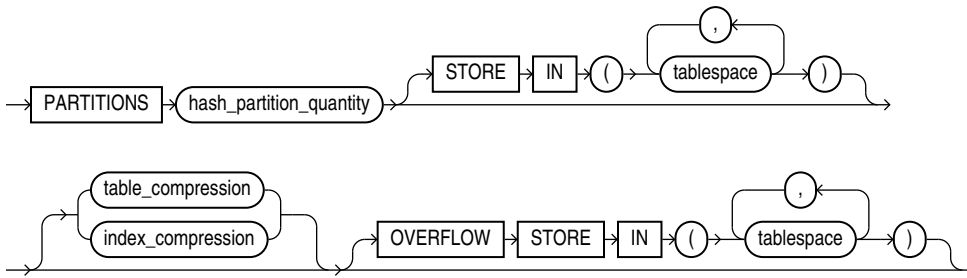 ,
STORE IN ( tablespace )
PARTITIONS hash_partition_quantity
table_compression
,
index_compression
OVERFLOW STORE IN ( tablespace )